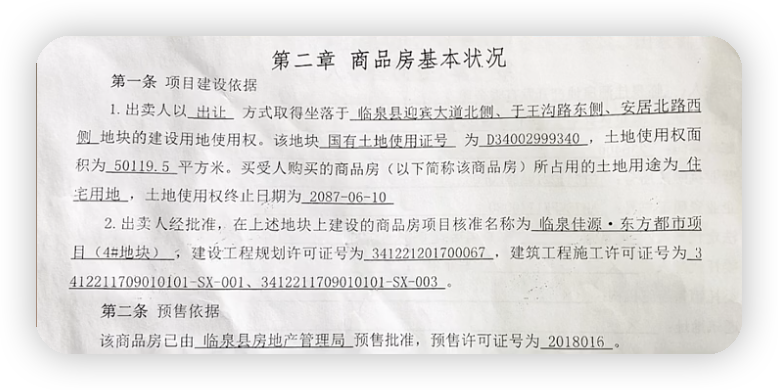 第二章 商品房基本状况
第一条 项目建设依据
1. 出卖人以 出让 方式取得坐落于 临泉县迎宾大道北侧、于王沟路东侧、安居北路西
侧 地块的建设用地使用权。该地块 国有土地使用证号 为 D34002999340 ，土地使用权面
积为 50119.5 平方米。买受人购买的商品房（以下简称该商品房）所占用的土地用途为 住
宅用地 ，土地使用权终止日期为 2087-06-10
2. 出卖人经批准，在上述地块上建设的商品房项目核准名称为 临泉佳源·东方都市项
目（4#地块） ，建设工程规划许可证号为 341221201700067 ，建筑工程施工许可证号为 3
412211709010101-SX-001、3412211709010101-SX-003 。
第二条 预售依据
该商品房已由 临泉县房地产管理局 预售批准，预售许可证号为 2018016 。